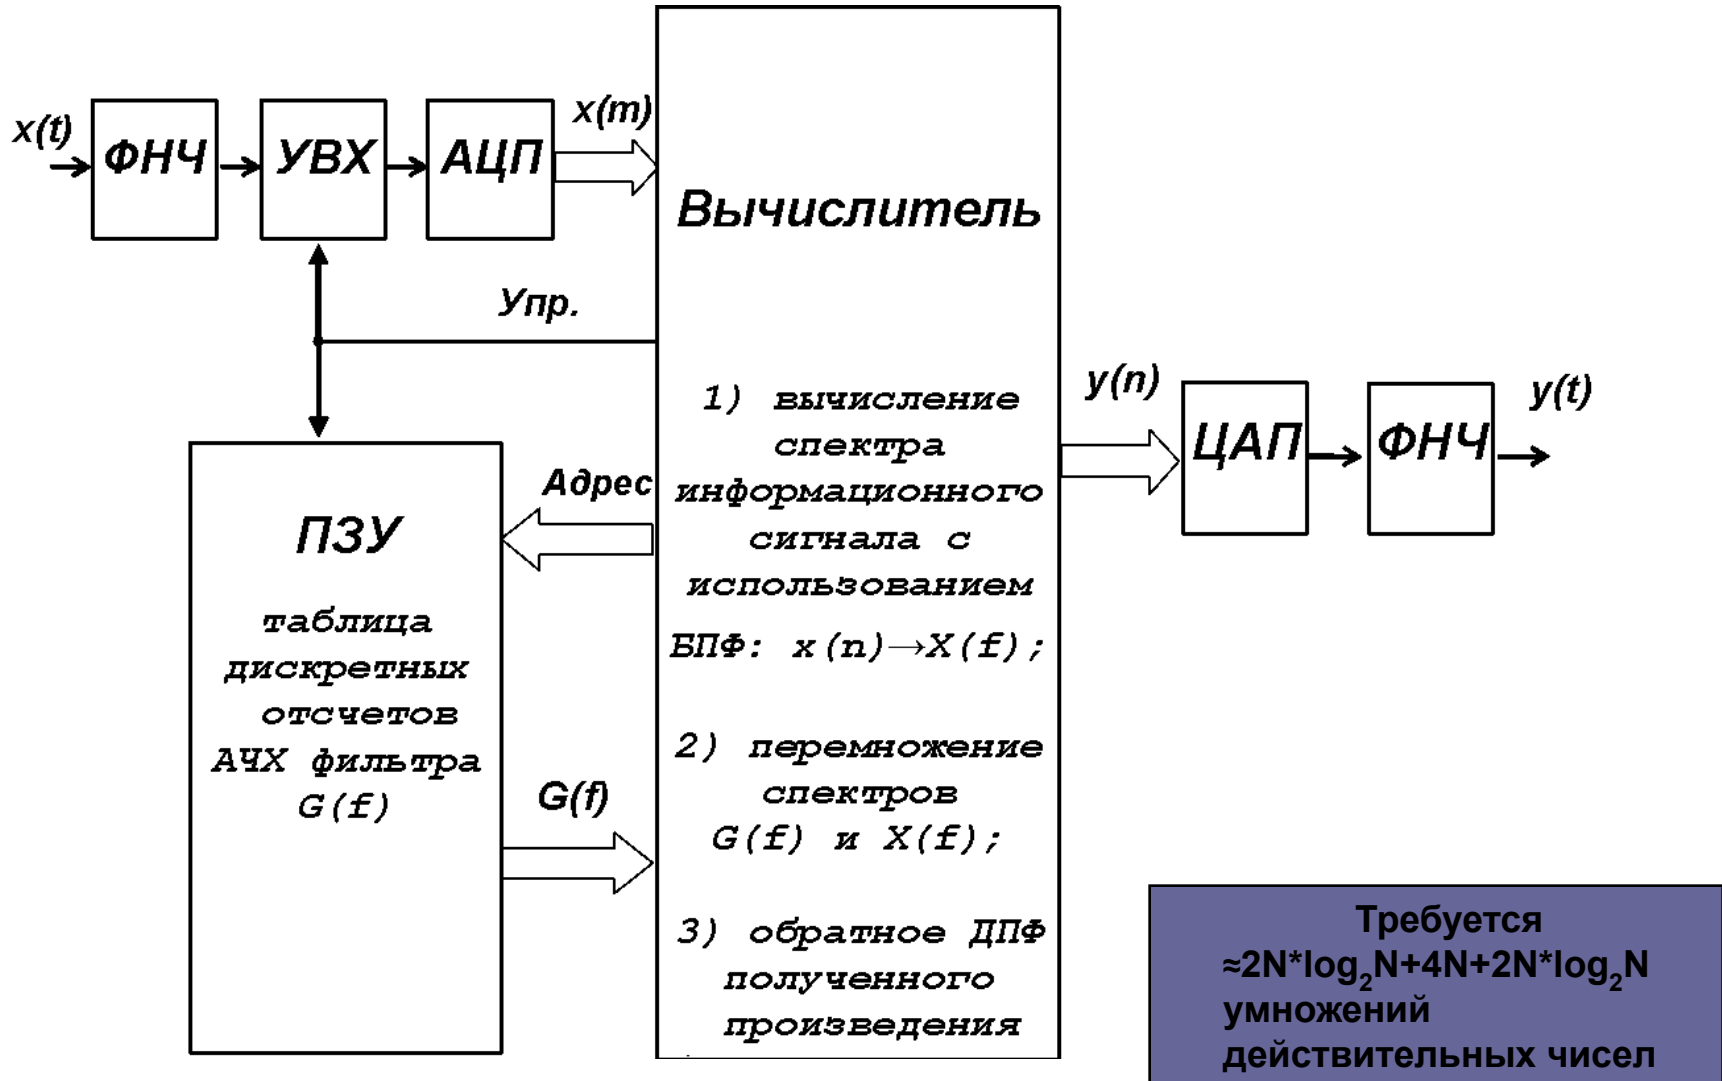 x(t)
ФНЧ
УВХ
АЦП
x(m)
Вычислитель
Упр.
1) вычисление
спектра
информационного
сигнала с
использованием
БПФ: x(n)→X(f);
2) перемножение
спектров
G(f) и X(f);
3) обратное ДПФ
полученного
произведения
Адрес
ПЗУ
таблица
дискретных
отсчетов
АЧХ фильтра
G(f)
G(f)
y(n)
ЦАП
ФНЧ
y(t)
Требуется
≈2N*log₂N+4N+2N*log₂N
умножений
действительных чисел